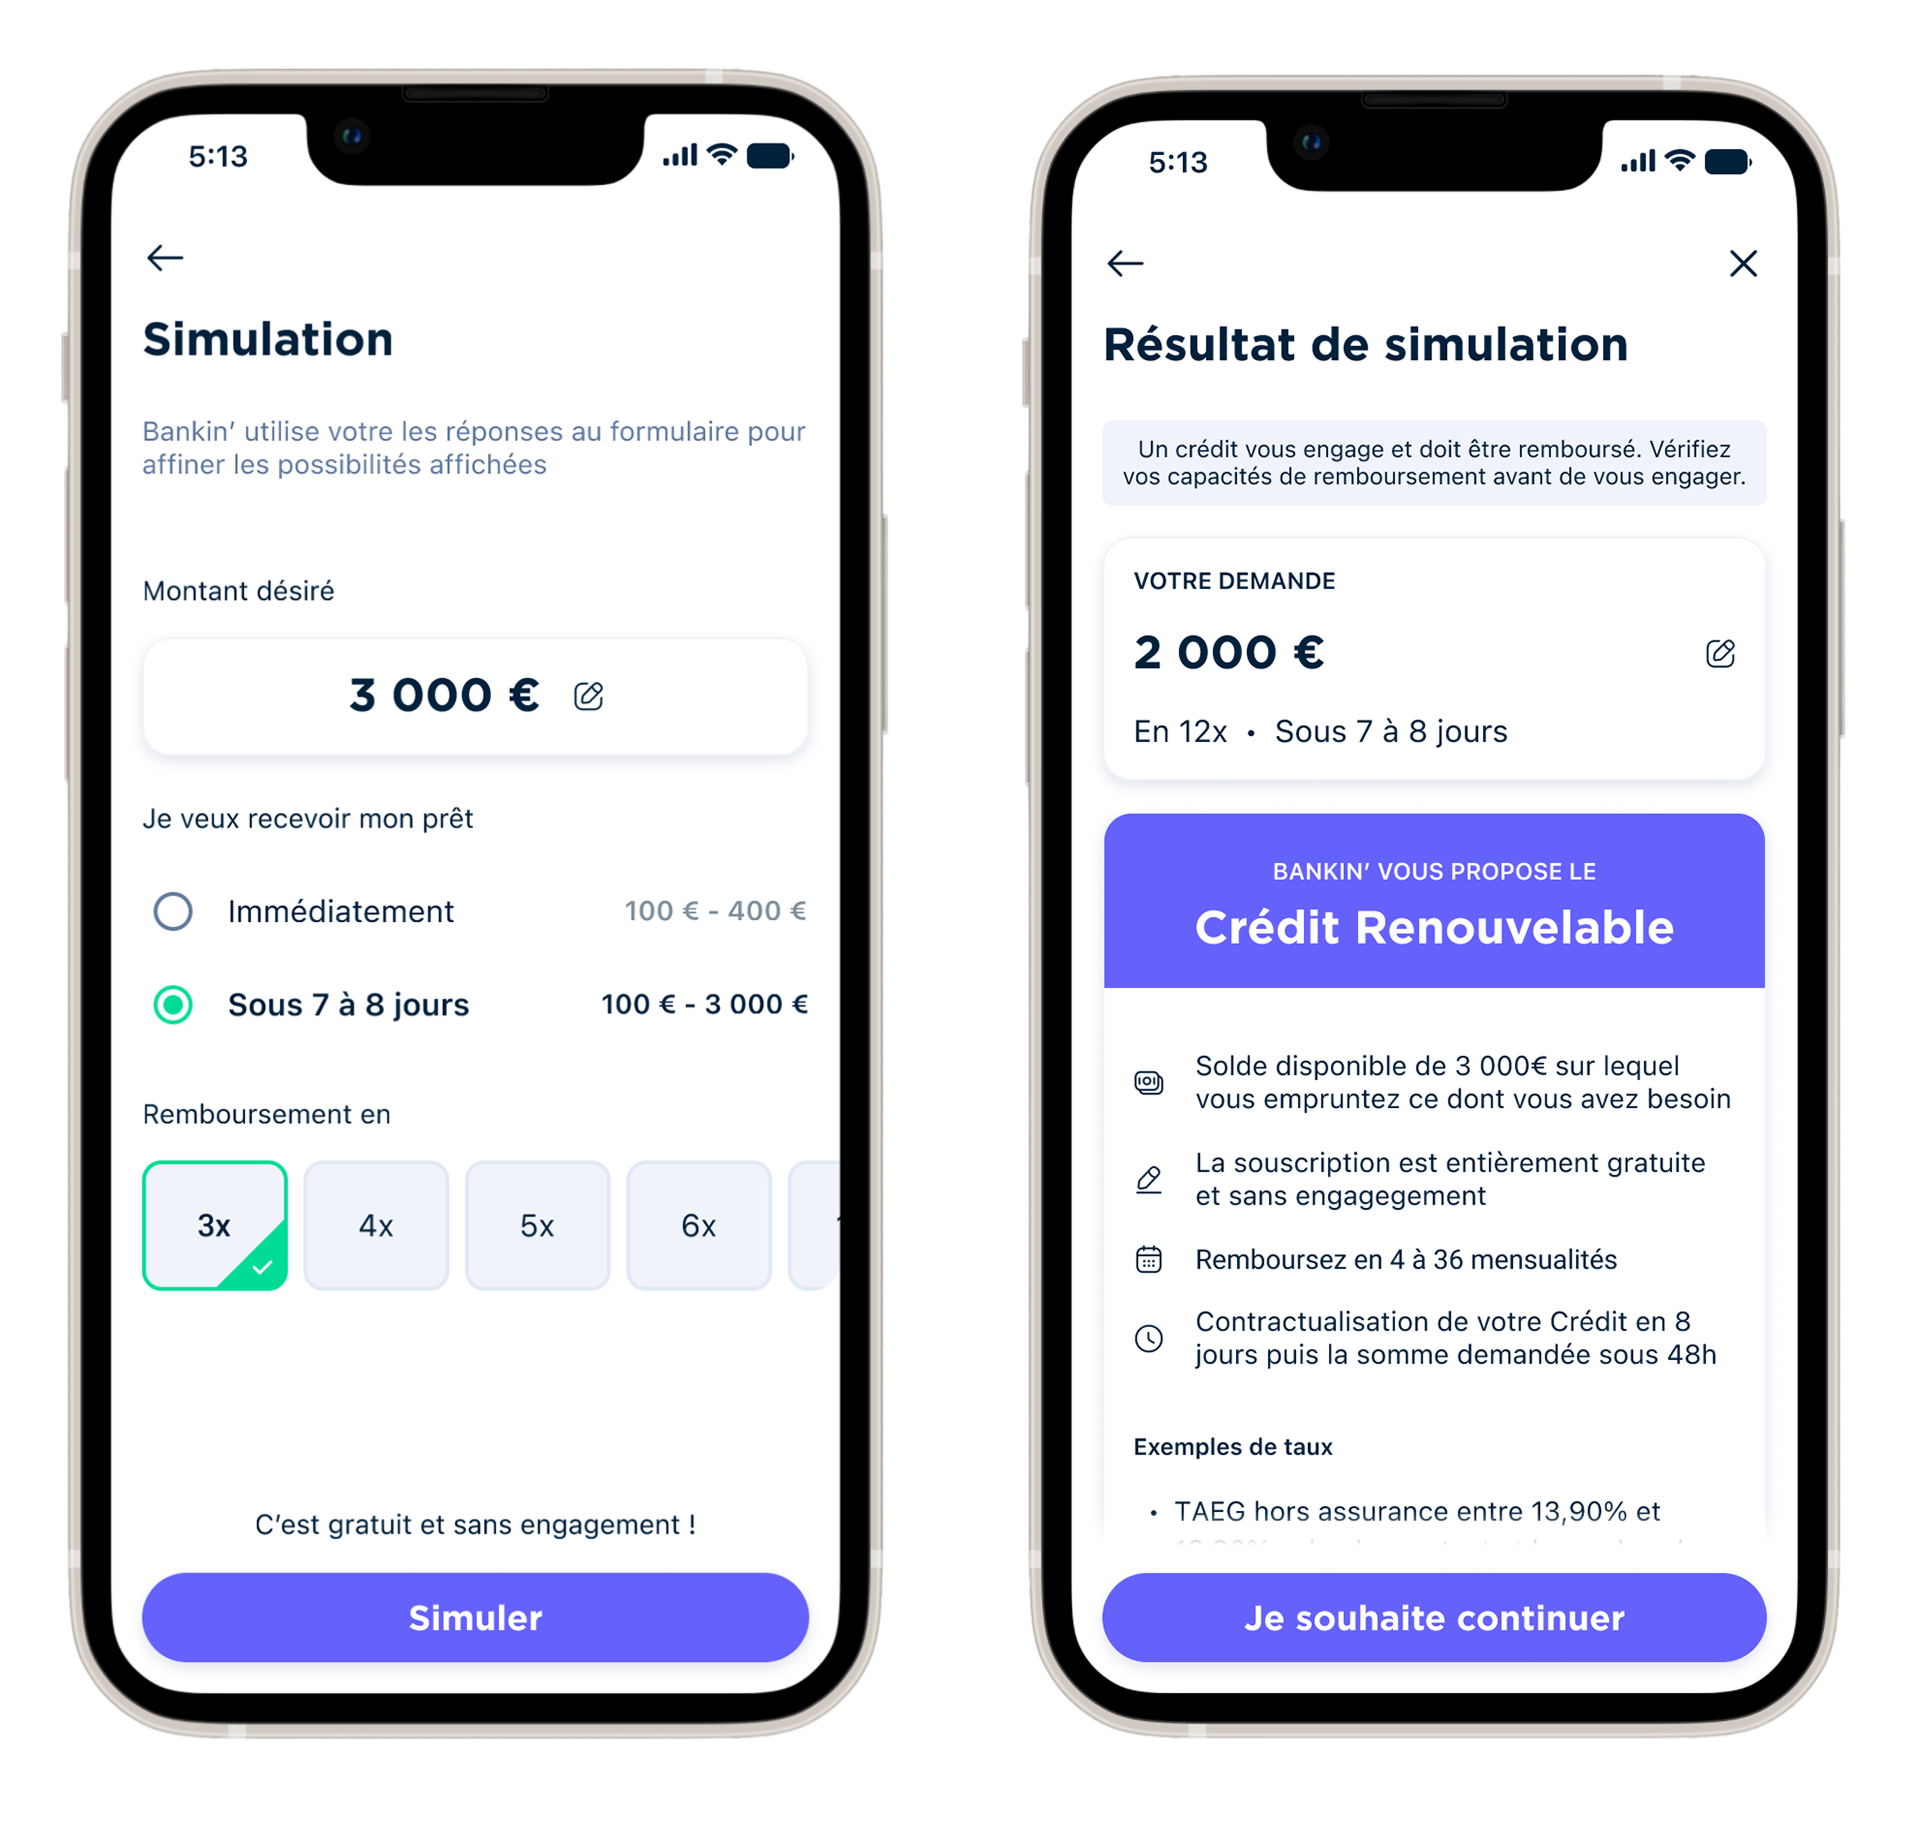 5:13
Simulation
Bankin’ utilise votre les réponses au formulaire pour
affiner les possibilités affichées
Montant désiré
3 000 €
Je veux recevoir mon prêt
Immédiatement 100 € - 400 €
Sous 7 à 8 jours 100 € - 3 000 €
Remboursement en
3x 4x 5x 6x
C’est gratuit et sans engagement !
Simuler
5:13
Résultat de simulation
Un crédit vous engage et doit être remboursé. Vérifiez
vos capacités de remboursement avant de vous engager.
VOTRE DEMANDE
2 000 €
En 12x • Sous 7 à 8 jours
BANKIN’ VOUS PROPOSE LE
Crédit Renouvelable
Solde disponible de 3 000€ sur lequel
vous empruntez ce dont vous avez besoin
La souscription est entièrement gratuite
et sans engagegement
Remboursez en 4 à 36 mensualités
Contractualisation de votre Crédit en 8
jours puis la somme demandée sous 48h
Exemples de taux
• TAEG hors assurance entre 13,90% et
Je souhaite continuer